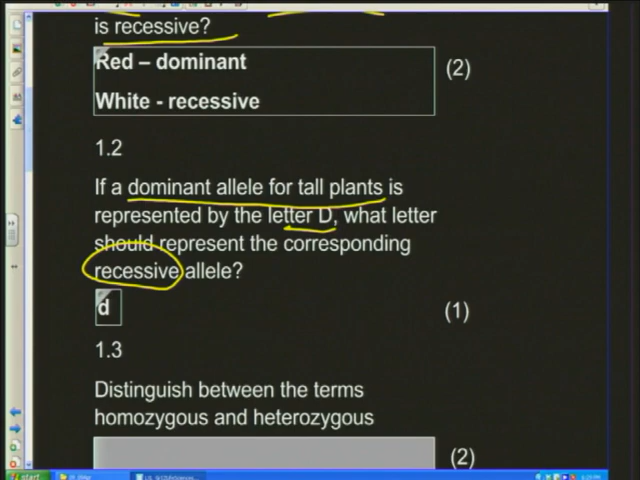 is recessive?
Red – dominant
(2)
White - recessive
1.2
If a dominant allele for tall plants is
represented by the letter D, what letter
should represent the corresponding
recessive allele?
d
(1)
1.3
Distinguish between the terms
homozygous and heterozygous
(2)
start